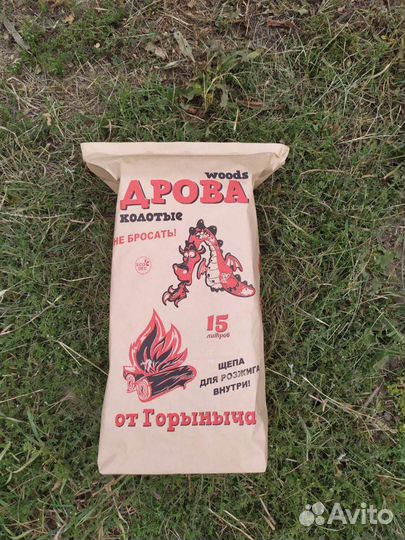 woods
ДРОВА
колотые
НЕ БРОСАТЬ!
15
литров
ЩЕПА
ДЛЯ РОЗЖИГА
ВНУТРИ!
от Горыныча
Avito